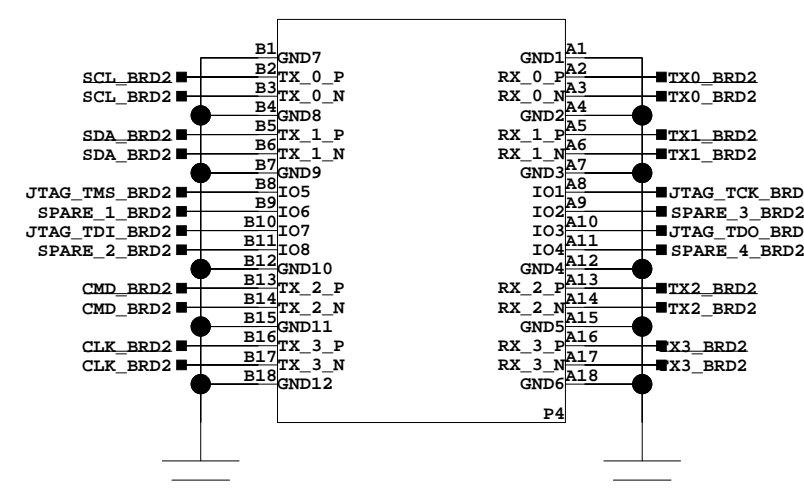 B1 GND7 GND1 A1
SCL_BRD2 B2 TX_0_P RX_0_P A2 TX0_BRD2
SCL_BRD2 B3 TX_0_N RX_0_N A3 TX0_BRD2
B4 GND8 GND2 A4
SDA_BRD2 B5 TX_1_P RX_1_P A5 TX1_BRD2
SDA_BRD2 B6 TX_1_N RX_1_N A6 TX1_BRD2
B7 GND9 GND3 A7
JTAG_TMS_BRD2 B8 IO5 IO1 A8 JTAG_TCK_BRD
SPARE_1_BRD2 B9 IO6 IO2 A9 SPARE_3_BRD2
JTAG_TDI_BRD2 B10 IO7 IO3 A10 JTAG_TDO_BRD
SPARE_2_BRD2 B11 IO8 IO4 A11 SPARE_4_BRD2
B12 GND10 GND4 A12
CMD_BRD2 B13 TX_2_P RX_2_P A13 TX2_BRD2
CMD_BRD2 B14 TX_2_N RX_2_N A14 TX2_BRD2
B15 GND11 GND5 A15
CLK_BRD2 B16 TX_3_P RX_3_P A16 TX3_BRD2
CLK_BRD2 B17 TX_3_N RX_3_N A17 TX3_BRD2
B18 GND12 GND6 A18
P4